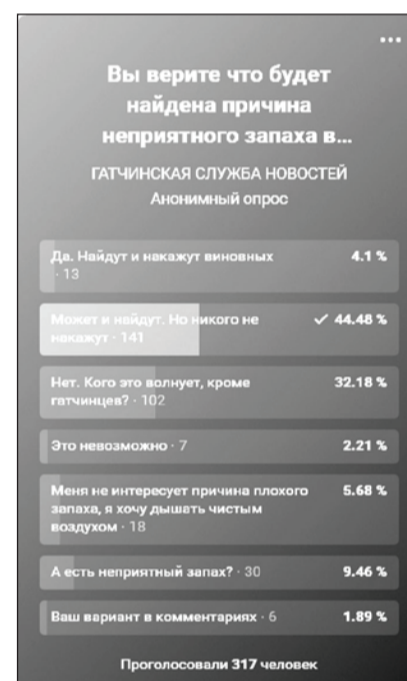 Вы верите что будет
найдена причина
неприятного запаха в...
ГАТЧИНСКАЯ СЛУЖБА НОВОСТЕЙ
Анонимный опрос
Да. Найдут и накажут виновных 4.1 %
· 13
Может и найдут. Но никого не ✓ 44.48 %
накажут · 141
Нет. Кого это волнует, кроме 32.18 %
гатчинцев? · 102
Это невозможно · 7 2.21 %
Меня не интересует причина плохого 5.68 %
запаха, я хочу дышать чистым
воздухом · 18
А есть неприятный запах? · 30 9.46 %
Ваш вариант в комментариях · 6 1.89 %
Проголосовали 317 человек